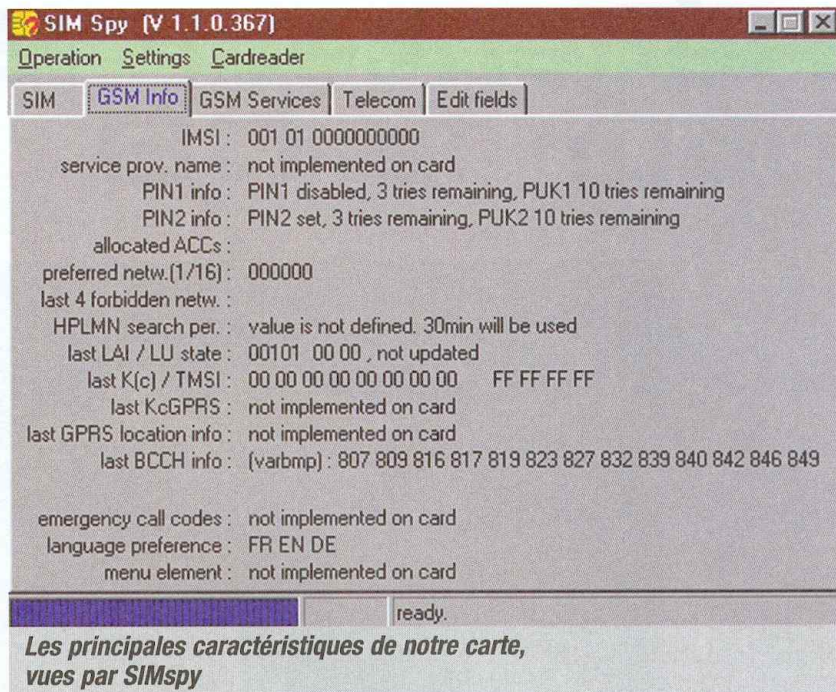 SIM Spy (V 1.1.0.367)
Operation Settings Cardreader
SIM GSM Info GSM Services Telecom Edit fields
IMSI : 001 01 0000000000
service prov. name : not implemented on card
PIN1 info : PIN1 disabled, 3 tries remaining, PUK1 10 tries remaining
PIN2 info : PIN2 set, 3 tries remaining, PUK2 10 tries remaining
allocated ACCs :
preferred netw.(1/16) : 000000
last 4 forbidden netw. :
HPLMN search per. : value is not defined. 30min will be used
last LAI / LU state : 00101 00 00 , not updated
last K(c) / TMSI : 00 00 00 00 00 00 00 00 FF FF FF FF
last KcGPRS : not implemented on card
last GPRS location info : not implemented on card
last BCCH info : (varbmp) : 807 809 816 817 819 823 827 832 839 840 842 846 849
emergency call codes : not implemented on card
language preference : FR EN DE
menu element : not implemented on card
ready.
Les principales caractéristiques de notre carte,
vues par SIMspy